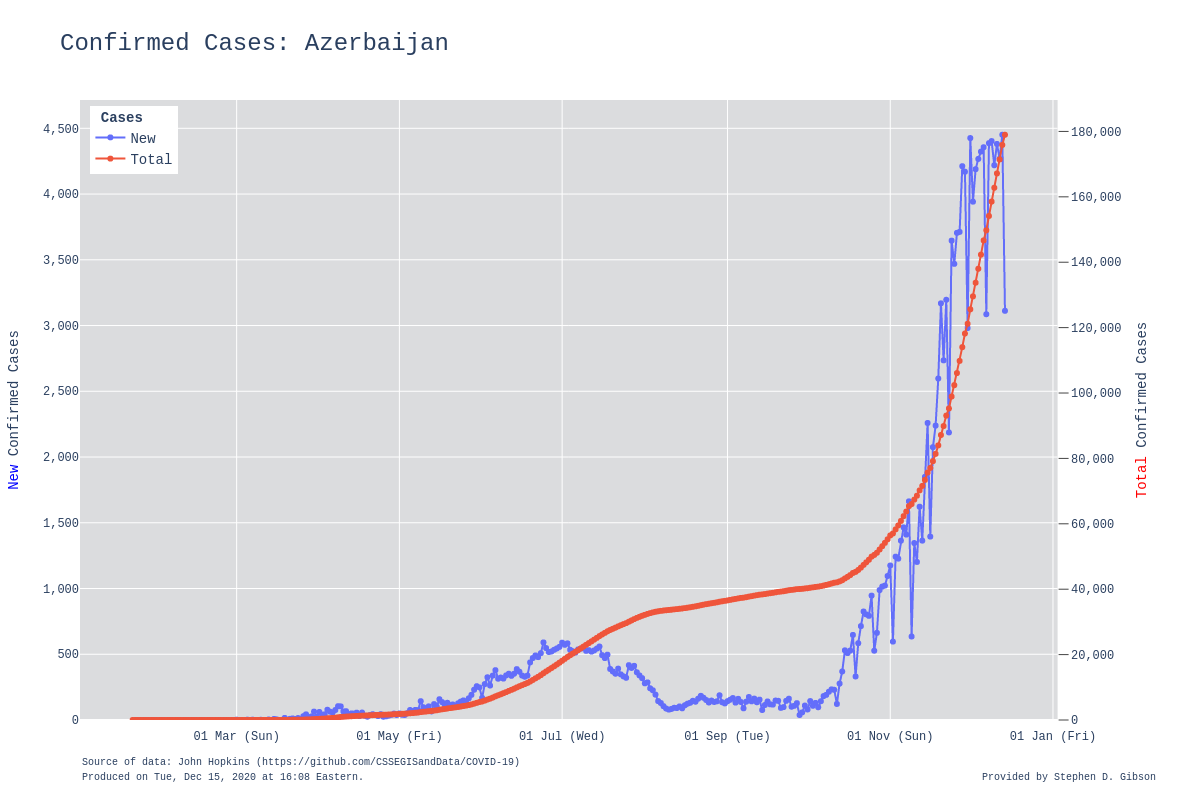 Confirmed Cases: Azerbaijan
Cases
New
Total
4,500
4,000
3,500
3,000
2,500
2,000
1,500
1,000
500
0
New Confirmed Cases
180,000
160,000
140,000
120,000
100,000
80,000
60,000
40,000
20,000
0
Total Confirmed Cases
01 Mar (Sun) 01 May (Fri) 01 Jul (Wed) 01 Sep (Tue) 01 Nov (Sun) 01 Jan (Fri)
Source of data: John Hopkins (https://github.com/CSSEGISandData/COVID-19)
Produced on Tue, Dec 15, 2020 at 16:08 Eastern.
Provided by Stephen D. Gibson